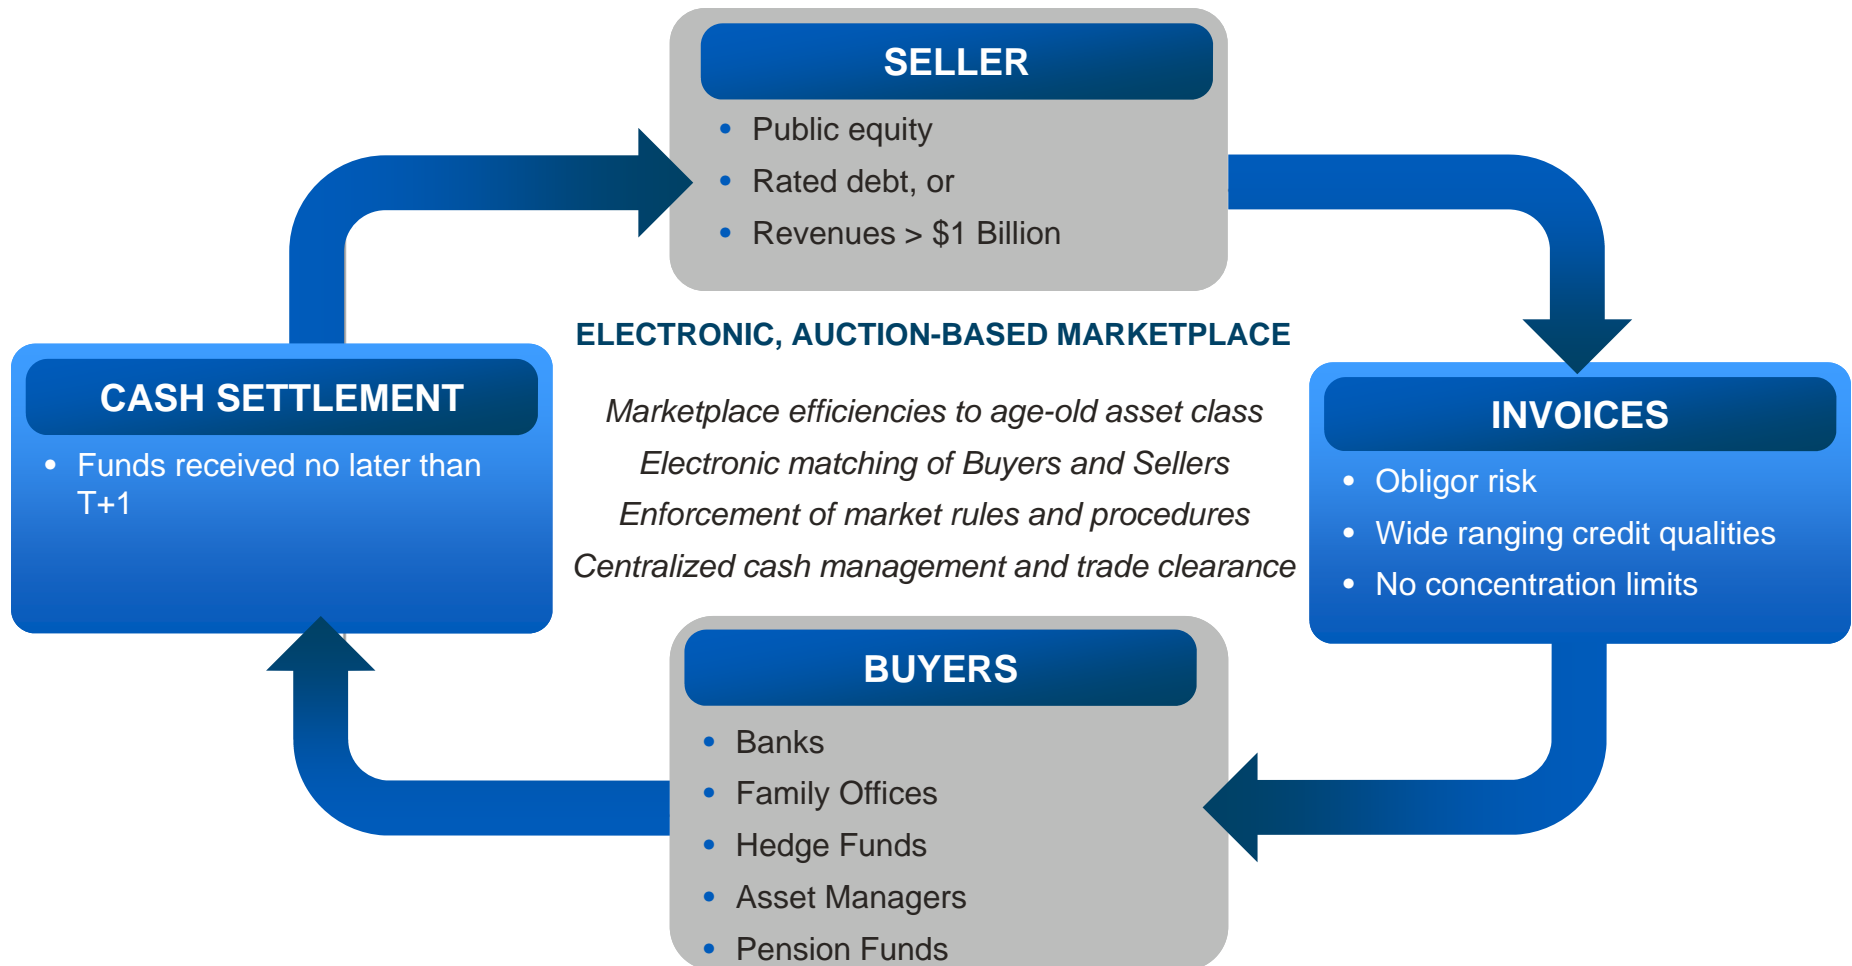 SELLER
• Public equity
• Rated debt, or
• Revenues > $1 Billion
ELECTRONIC, AUCTION-BASED MARKETPLACE
Marketplace efficiencies to age-old asset class
Electronic matching of Buyers and Sellers
Enforcement of market rules and procedures
Centralized cash management and trade clearance
CASH SETTLEMENT
• Funds received no later than
T+1
INVOICES
• Obligor risk
• Wide ranging credit qualities
• No concentration limits
BUYERS
• Banks
• Family Offices
• Hedge Funds
• Asset Managers
• Pension Funds